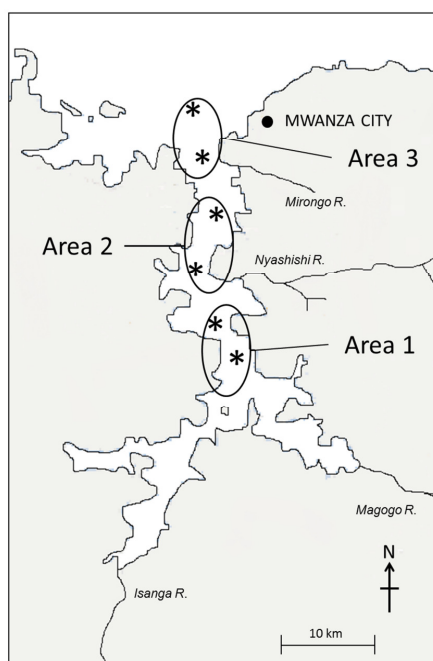 MWANZA CITY
Area 3
Mirongo R.
Area 2
Nyashishi R.
Area 1
Magogo R.
N
Isanga R.
10 km